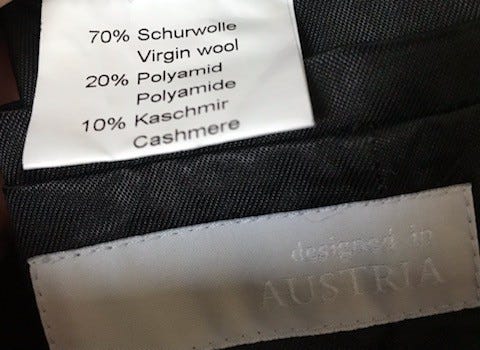 70% Schurwolle
Virgin wool
20% Polyamid
Polyamide
10% Kaschmir
Cashmere
designed in
AUSTRIA